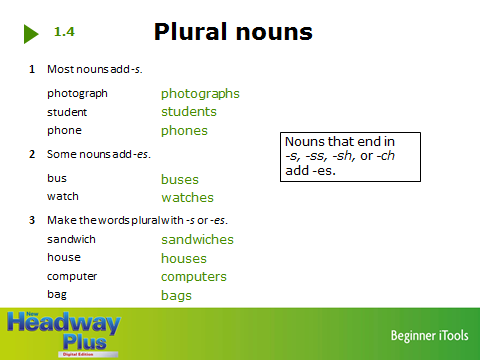 1.4 Plural nouns
1 Most nouns add -s.
photograph photographs
student students
phone phones
Nouns that end in
-s, -ss, -sh, or -ch
add -es.
2 Some nouns add -es.
bus buses
watch watches
3 Make the words plural with -s or -es.
sandwich sandwiches
house houses
computer computers
bag bags
New
Headway
Plus
Digital Edition
Beginner iTools